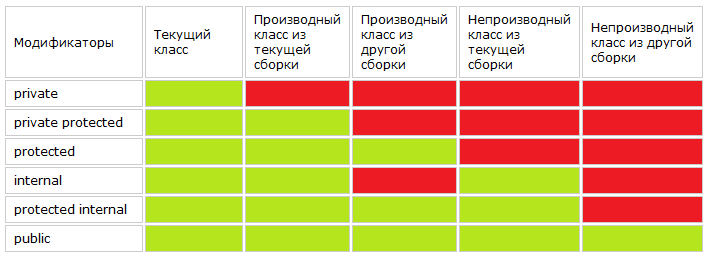 Модификаторы
Текущий
класс
Производный
класс из
текущей
сборки
Производный
класс из
другой
сборки
Непроизводный
класс из
текущей
сборки
Непроизводный
класс из другой
сборки
private
private protected
protected
internal
protected internal
public